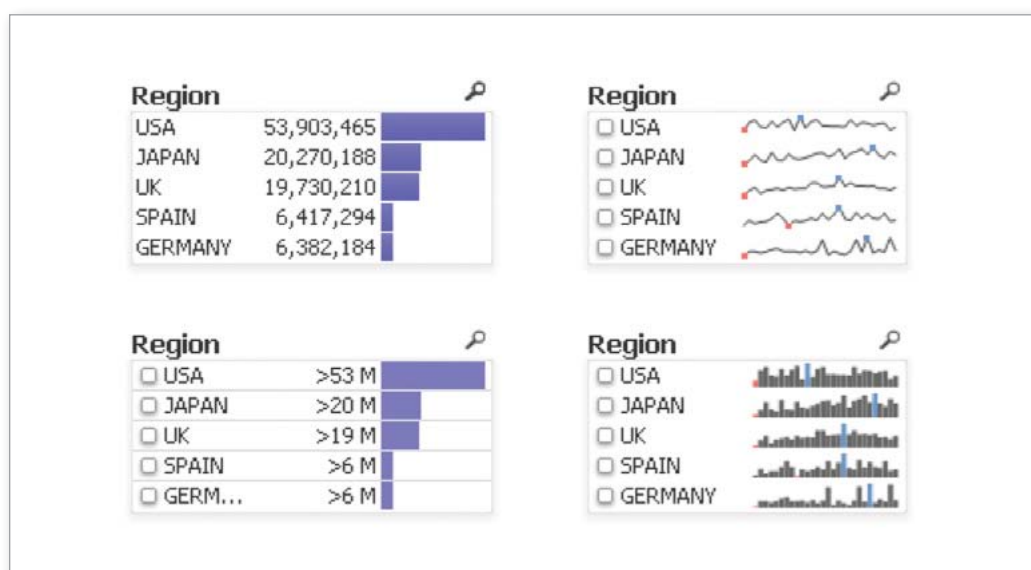 Region
USA 53,903,465
JAPAN 20,270,188
UK 19,730,210
SPAIN 6,417,294
GERMANY 6,382,184
Region
USA
JAPAN
UK
SPAIN
GERMANY
Region
USA >53 M
JAPAN >20 M
UK >19 M
SPAIN >6 M
GERM... >6 M
Region
USA
JAPAN
UK
SPAIN
GERMANY